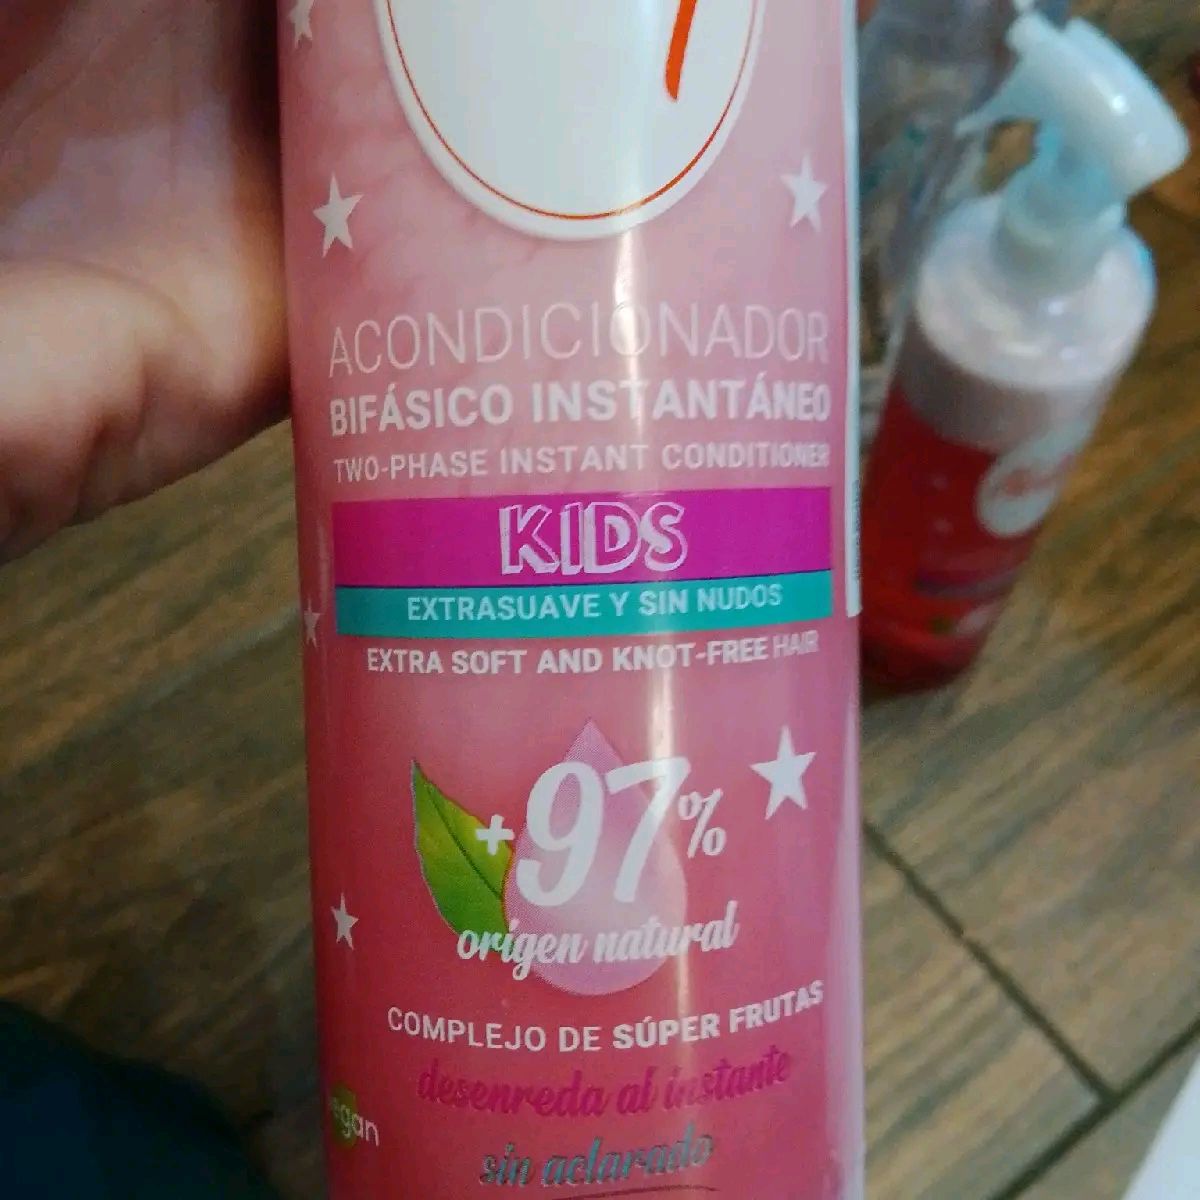 ACONDICIONADOR
BIFÁSICO INSTANTÁNEO
TWO-PHASE INSTANT CONDITIONER
KIDS
EXTRASUAVE Y SIN NUDOS
EXTRA SOFT AND KNOT-FREE HAIR
+97%
origen natural
COMPLEJO DE SÚPER FRUTAS
desenreda al instante
sin aclarado